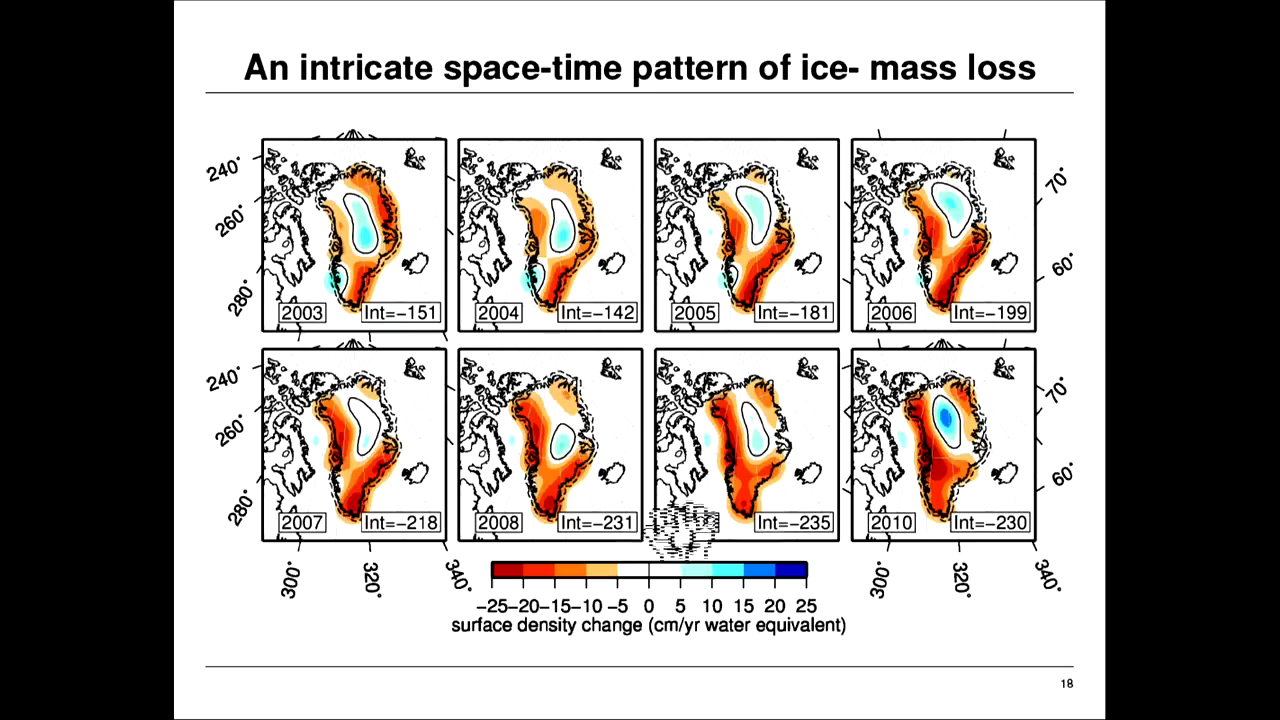 An intricate space-time pattern of ice- mass loss
240°
260°
280°
2003
Int=−151
2004
Int=−142
2005
Int=−181
2006
Int=−199
70°
60°
240°
260°
280°
2007
Int=−218
2008
Int=−231
Int=−235
2010
Int=−230
70°
60°
300°
320°
340°
300°
320°
340°
−25−20−15−10 −5 0 5 10 15 20 25
surface density change (cm/yr water equivalent)
18